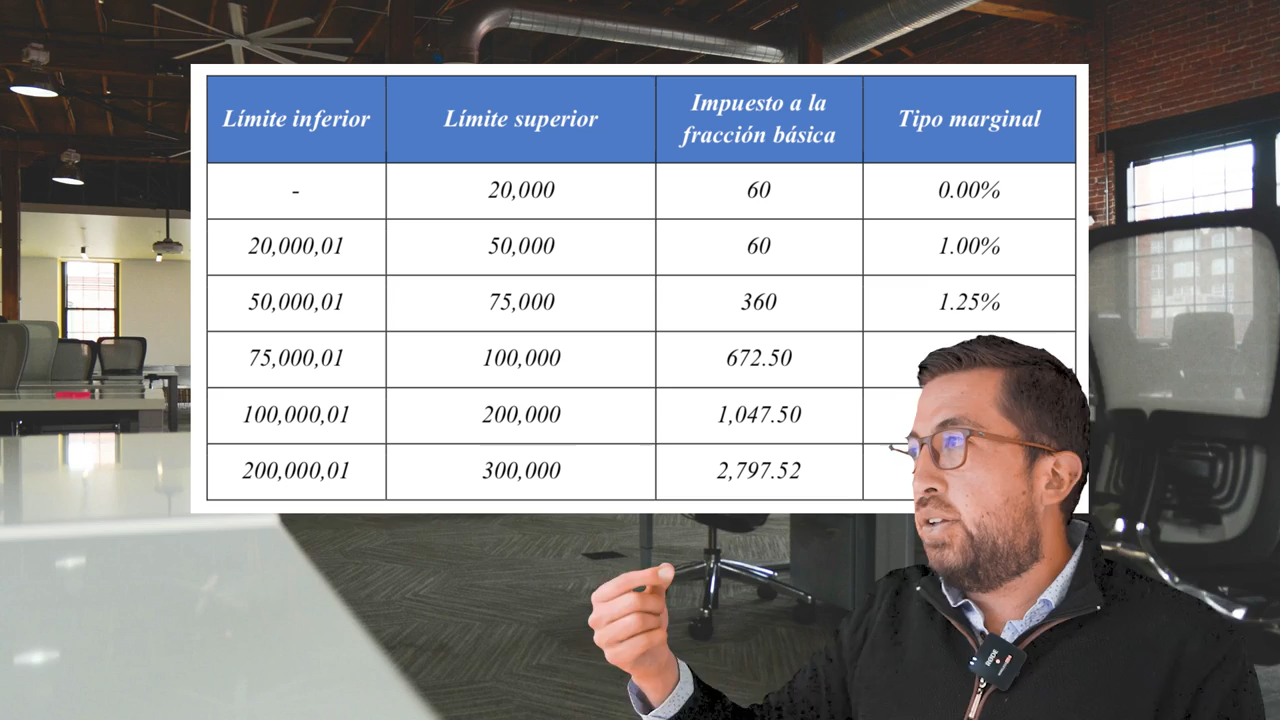 Límite inferior Límite superior Impuesto a la fracción básica Tipo marginal
- 20,000 60 0.00%
20,000,01 50,000 60 1.00%
50,000,01 75,000 360 1.25%
75,000,01 100,000 672.50
100,000,01 200,000 1,047.50
200,000,01 300,000 2,797.52
RØDE